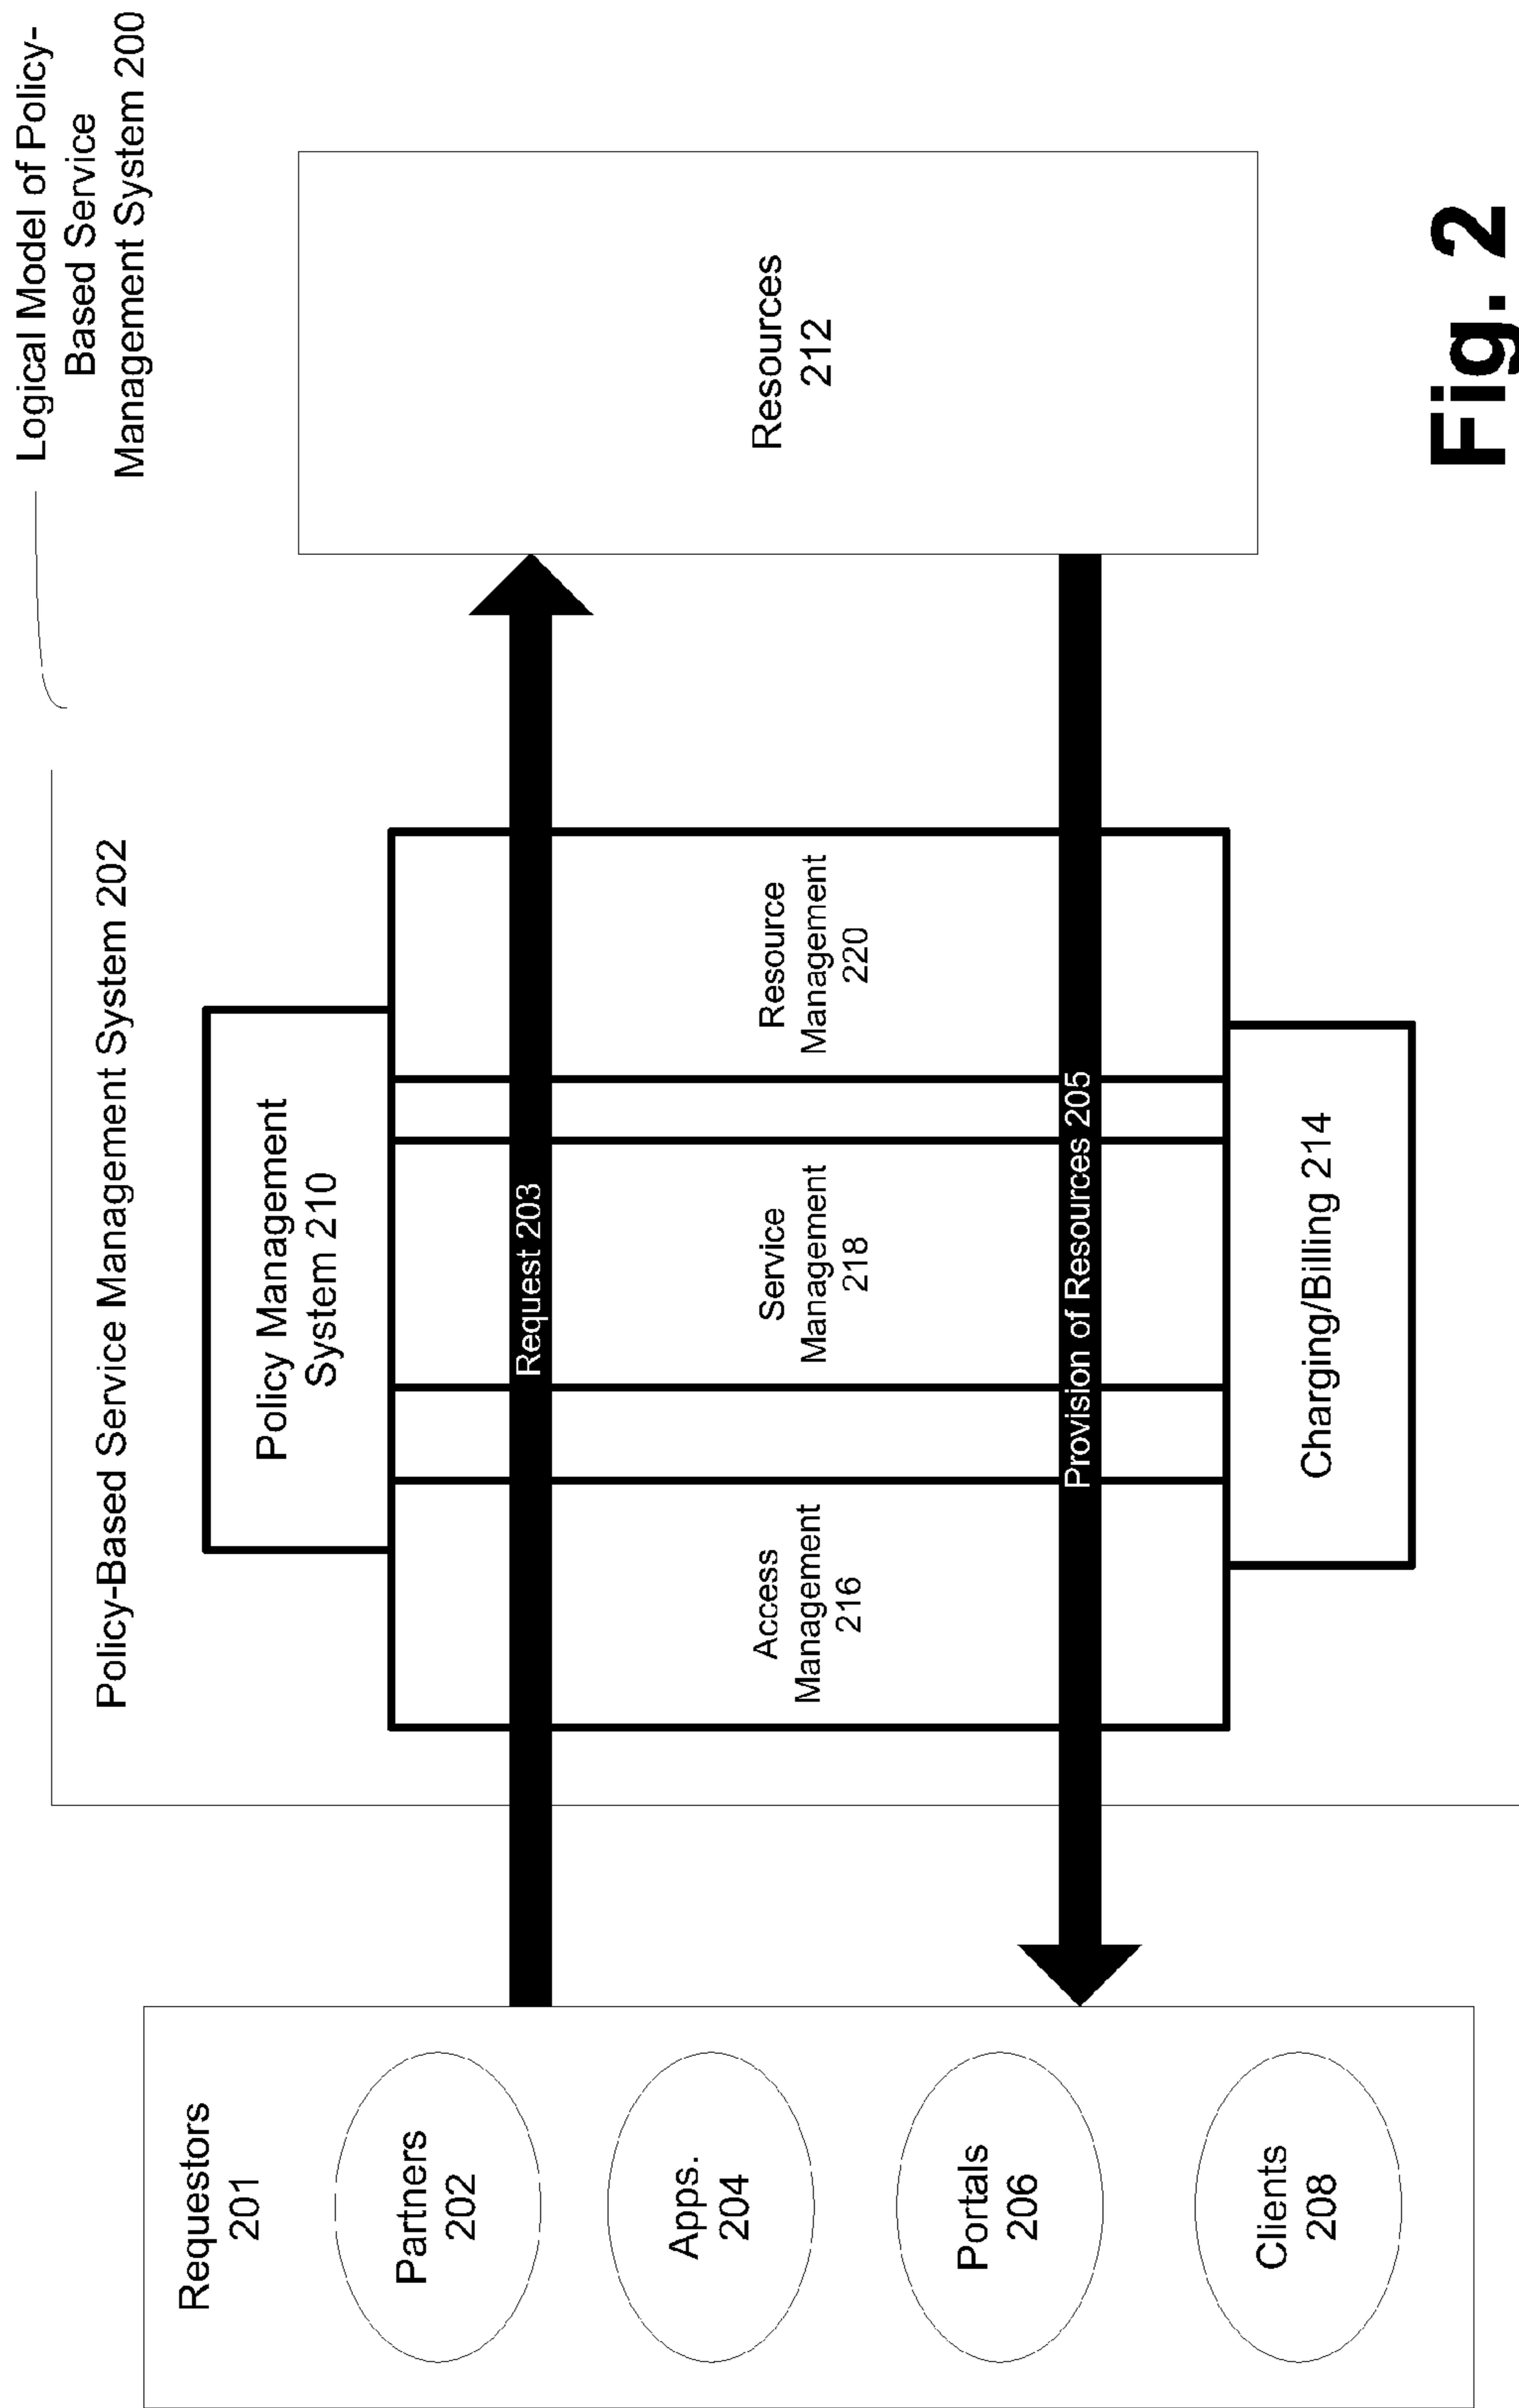 Logical Model of Policy-
Based Service
Management System 200
Policy-Based Service Management System 202
Requestors
201
Partners
202
Apps.
204
Portals
206
Clients
208
Policy Management
System 210
Request 203
Access
Management
216
Service
Management
218
Resource
Management
220
Provision of Resources 205
Charging/Billing 214
Resources
212
Fig. 2